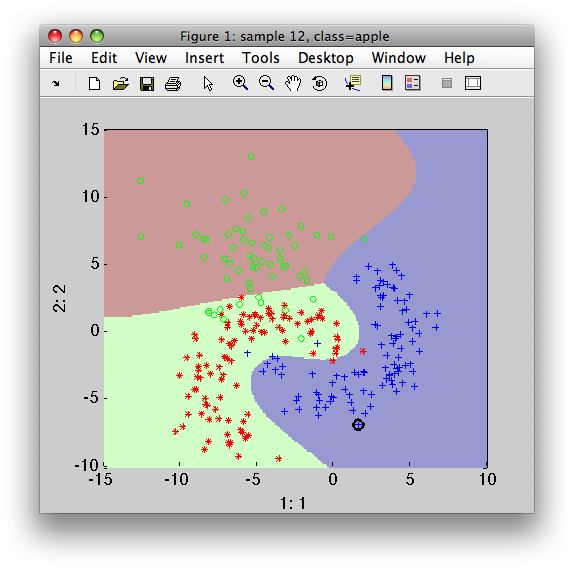 Figure 1: sample 12, class=apple
File Edit View Insert Tools Desktop Window Help
15
10
5
0
-5
-10
2: 2
-15 -10 -5 0 5 10
1: 1